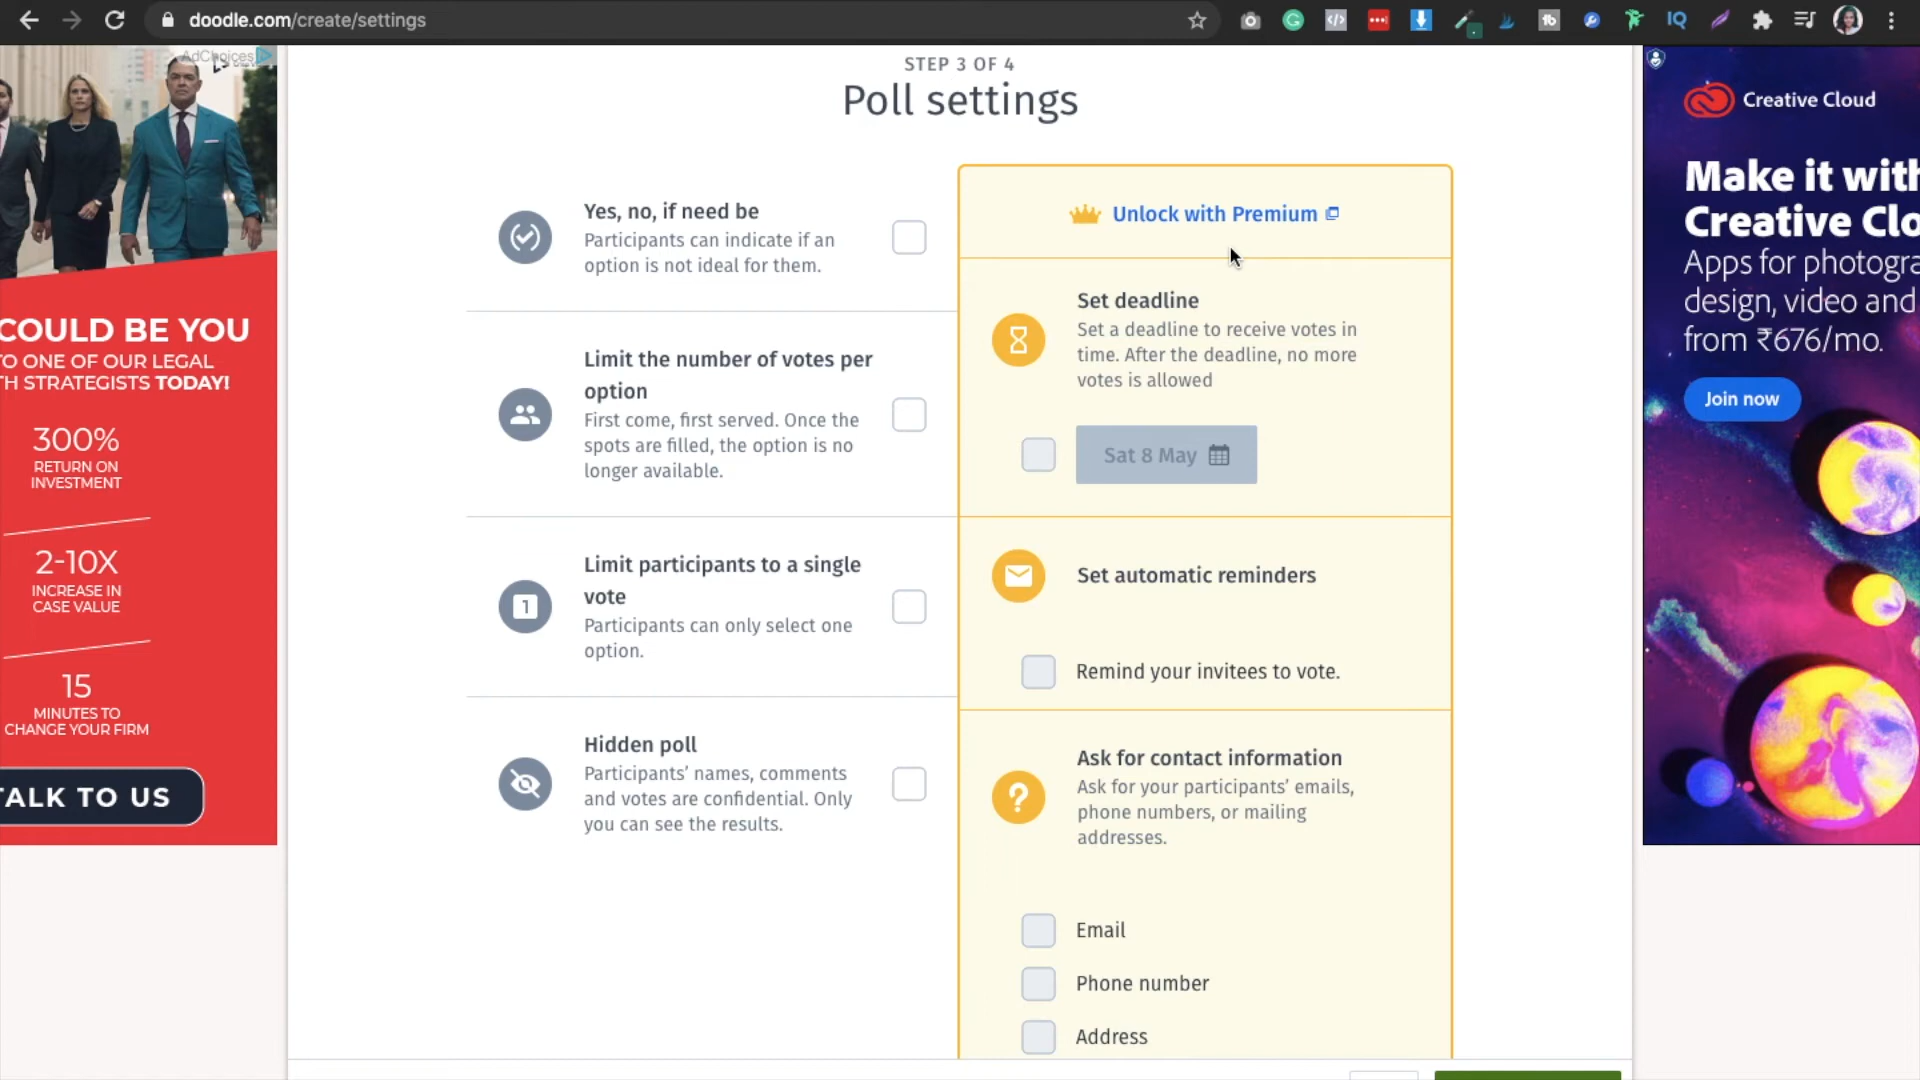 doodle.com/create/settings
IQ
AdChoices
COULD BE YOU
TO ONE OF OUR LEGAL
TH STRATEGISTS TODAY!
300%
RETURN ON
INVESTMENT
2-10X
INCREASE IN
CASE VALUE
15
MINUTES TO
CHANGE YOUR FIRM
TALK TO US
STEP 3 OF 4
Poll settings
Yes, no, if need be
Participants can indicate if an
option is not ideal for them.
Limit the number of votes per
option
First come, first served. Once the
spots are filled, the option is no
longer available.
1
Limit participants to a single
vote
Participants can only select one
option.
Hidden poll
Participants’ names, comments
and votes are confidential. Only
you can see the results.
Unlock with Premium
Set deadline
Set a deadline to receive votes in
time. After the deadline, no more
votes is allowed
Sat 8 May
Set automatic reminders
Remind your invitees to vote.
?
Ask for contact information
Ask for your participants’ emails,
phone numbers, or mailing
addresses.
Email
Phone number
Address
Creative Cloud
Make it with
Creative Clo
Apps for photogra
design, video and
from ₹676/mo.
Join now